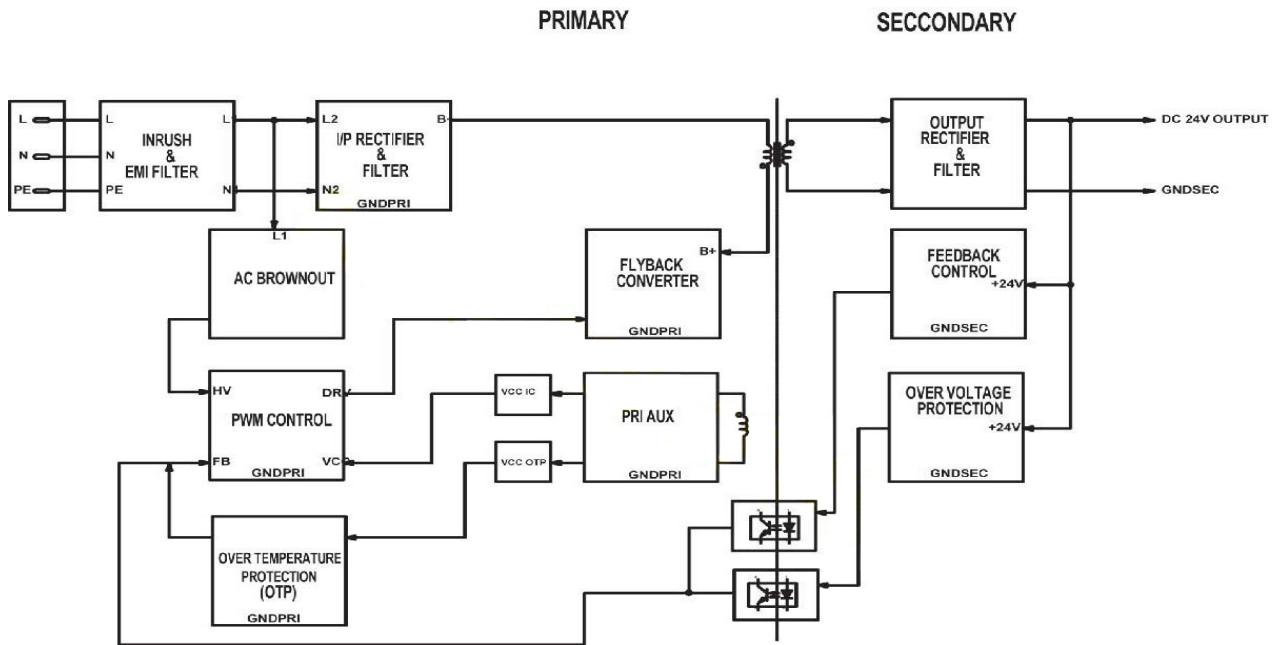 PRIMARY
SECCONDARY
L
N
PE
L
N
PE
INRUSH
&
EMI FILTER
L
N
L2
N2
B
I/P RECTIFIER
&
FILTER
GNDPRI
OUTPUT
RECTIFIER
&
FILTER
DC 24V OUTPUT
GNDSEC
L1
AC BROWNOUT
B+
FLYBACK
CONVERTER
GNDPRI
FEEDBACK
CONTROL
+24V
GNDSEC
HV
DRV
PWM CONTROL
FB
VC
GNDPRI
VCC IC
VCC OTP
PRI AUX
GNDPRI
OVER VOLTAGE
PROTECTION
+24V
GNDSEC
OVER TEMPERATURE
PROTECTION
(OTP)
GNDPRI